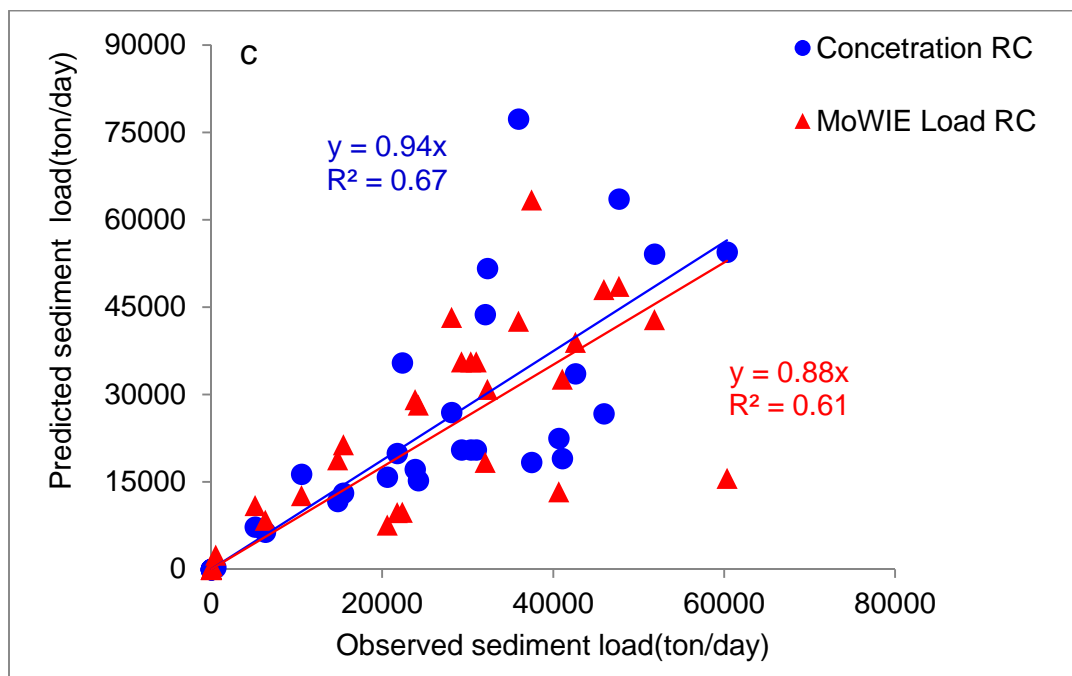 c
Concetration RC
MoWIE Load RC
y = 0.94x
R² = 0.67
y = 0.88x
R² = 0.61
Predicted sediment load(ton/day)
90000
75000
60000
45000
30000
15000
0
0 20000 40000 60000 80000
Observed sediment load(ton/day)